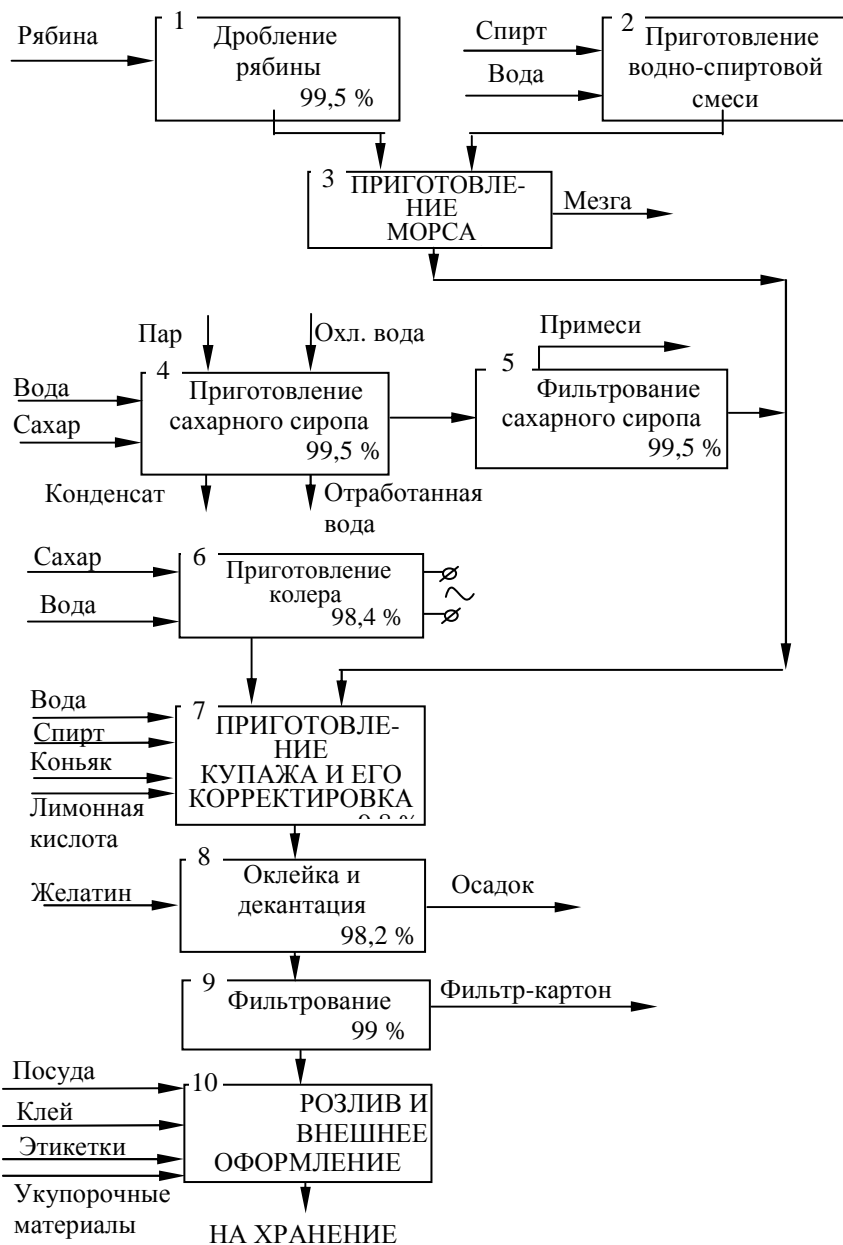 Рябина
1
Дробление
рябины
99,5 %
Спирт
Вода
2
Приготовление
водно-спиртовой
смеси
3
ПРИГОТОВЛЕ-
НИЕ
МОРСА
Мезга
Пар
Охл. вода
Вода
Сахар
4
Приготовление
сахарного сиропа
99,5 %
Конденсат
Отработанная
вода
Примеси
5
Фильтрование
сахарного сиропа
99,5 %
Сахар
Вода
6
Приготовление
колера
98,4 %
Вода
Спирт
Коньяк
Лимонная
кислота
7
ПРИГОТОВЛЕ-
НИЕ
КУПАЖА И ЕГО
КОРРЕКТИРОВКА
Желатин
8
Оклейка и
декантация
98,2 %
Осадок
9
Фильтрование
99 %
Фильтр-картон
Посуда
Клей
Этикетки
Укупорочные
материалы
10
РОЗЛИВ И
ВНЕШНЕЕ
ОФОРМЛЕНИЕ
НА ХРАНЕНИЕ